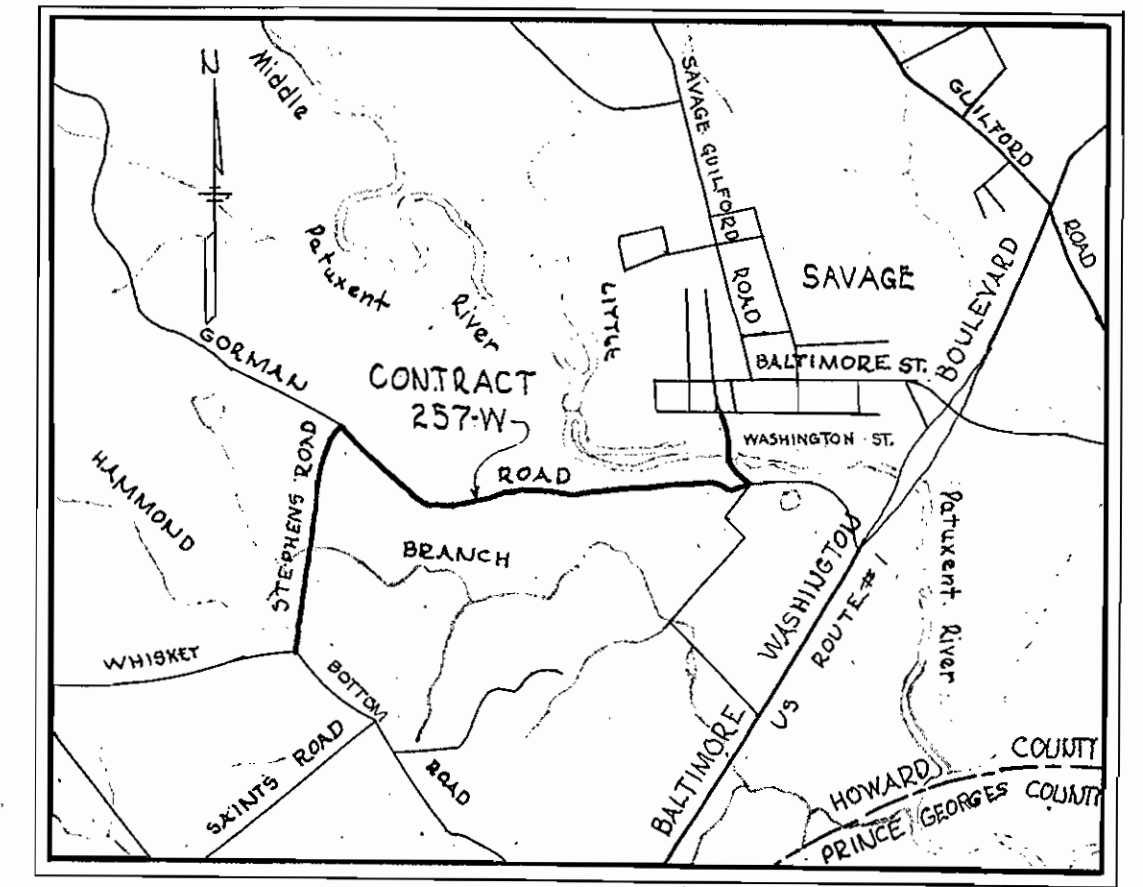 N
Middle
Patuxent
River
SAVAGE GUILFORD
ROAD
GUILFORD
ROAD
SAVAGE
LITTLE
BOULEVARD
GORMAN
CONTRACT
257-W
BALTIMORE ST.
WASHINGTON ST.
ROAD
STEPHENS ROAD
HAMMOND
BRANCH
Patuxent River
WASHINGTON
US ROUTE #1
BALTIMORE
WHISKET
BOTTOM
ROAD
SAINTS ROAD
HOWARD COUNTY
PRINCE GEORGES COUNTY